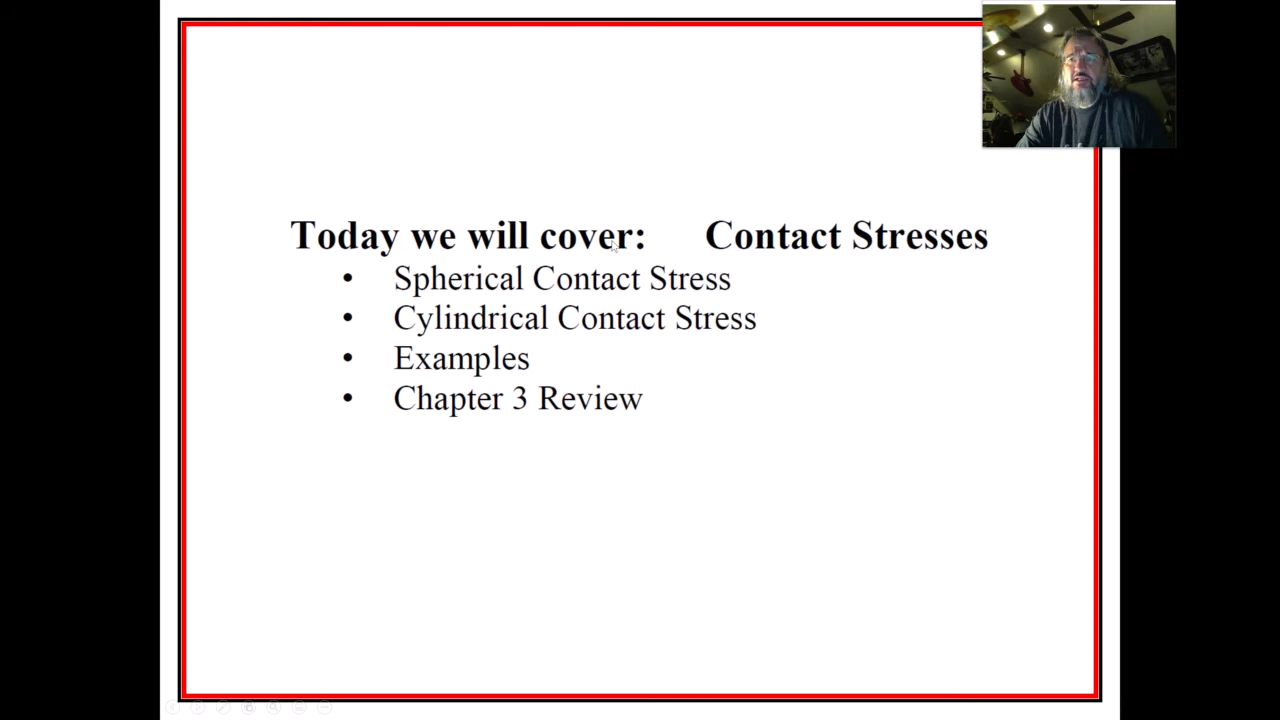 Today we will cover: Contact Stresses
• Spherical Contact Stress
• Cylindrical Contact Stress
• Examples
• Chapter 3 Review